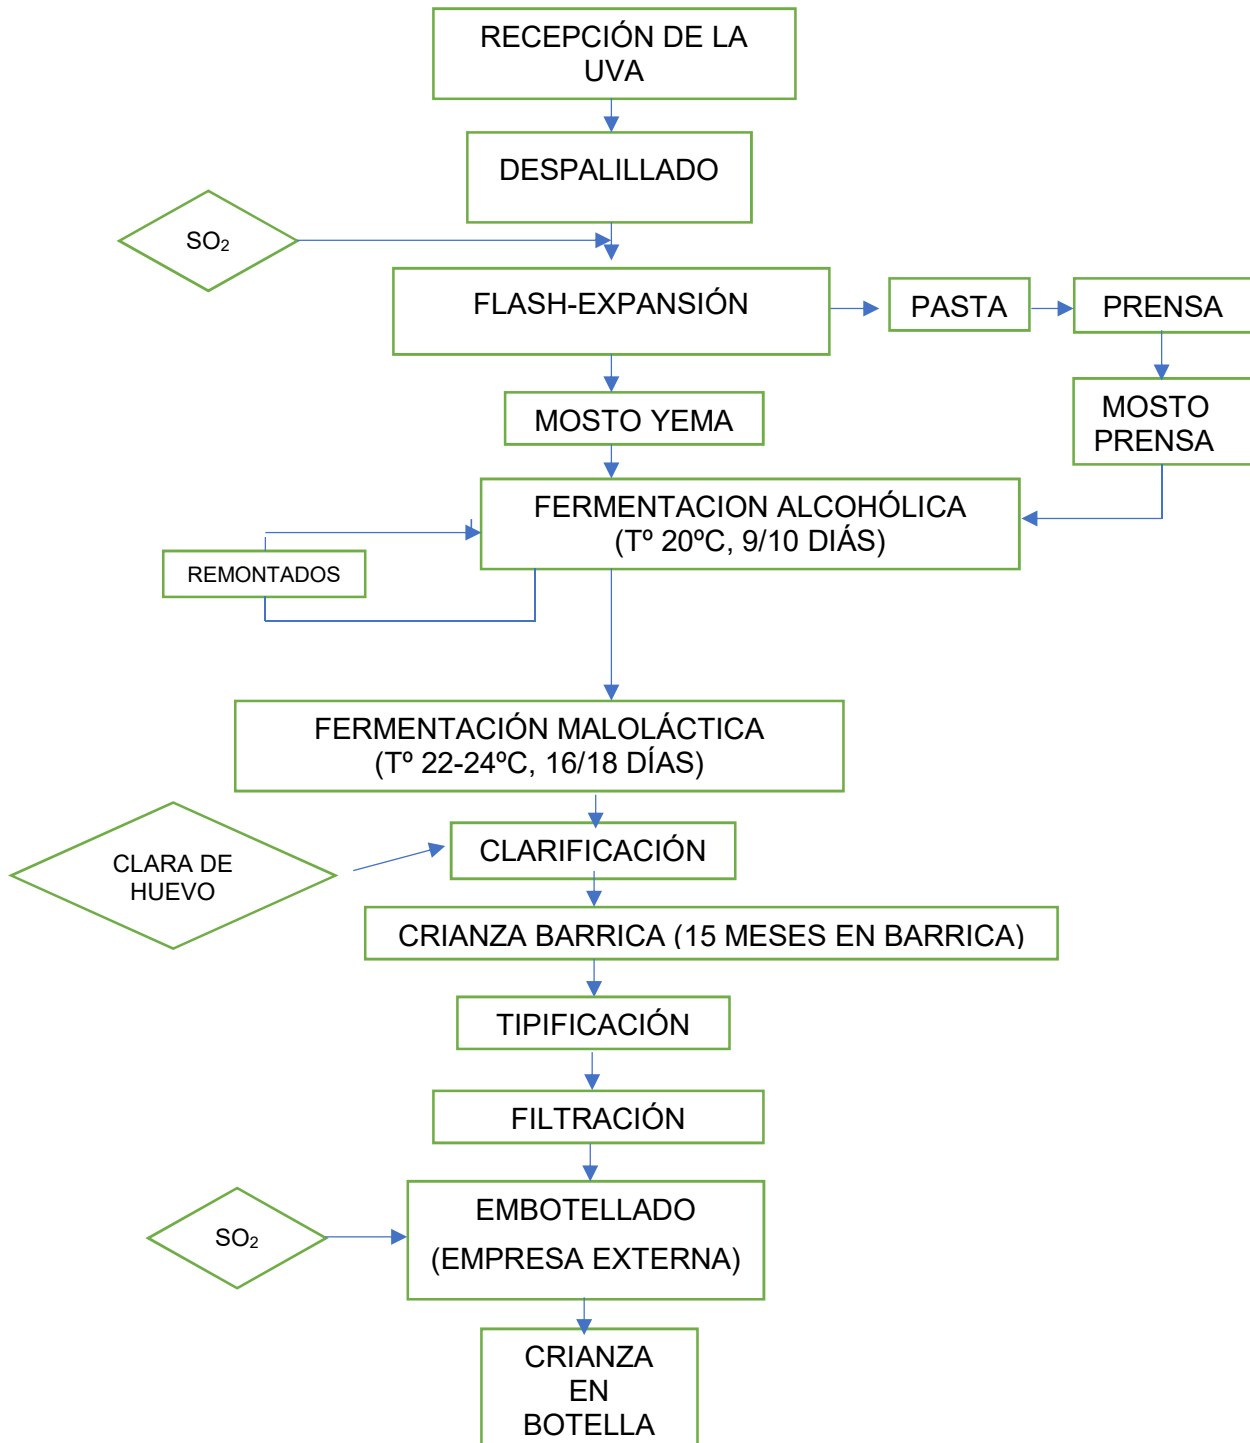 RECEPCIÓN DE LA
UVA
DESPALILLADO
SO₂
FLASH-EXPANSIÓN
PASTA
PRENSA
MOSTO YEMA
MOSTO
PRENSA
FERMENTACION ALCOHÓLICA
(Tº 20ºC, 9/10 DIÁS)
REMONTADOS
FERMENTACIÓN MALOLÁCTICA
(Tº 22-24ºC, 16/18 DÍAS)
CLARA DE
HUEVO
CLARIFICACIÓN
CRIANZA BARRICA (15 MESES EN BARRICA)
TIPIFICACIÓN
FILTRACIÓN
SO₂
EMBOTELLADO
(EMPRESA EXTERNA)
CRIANZA
EN
BOTELLA